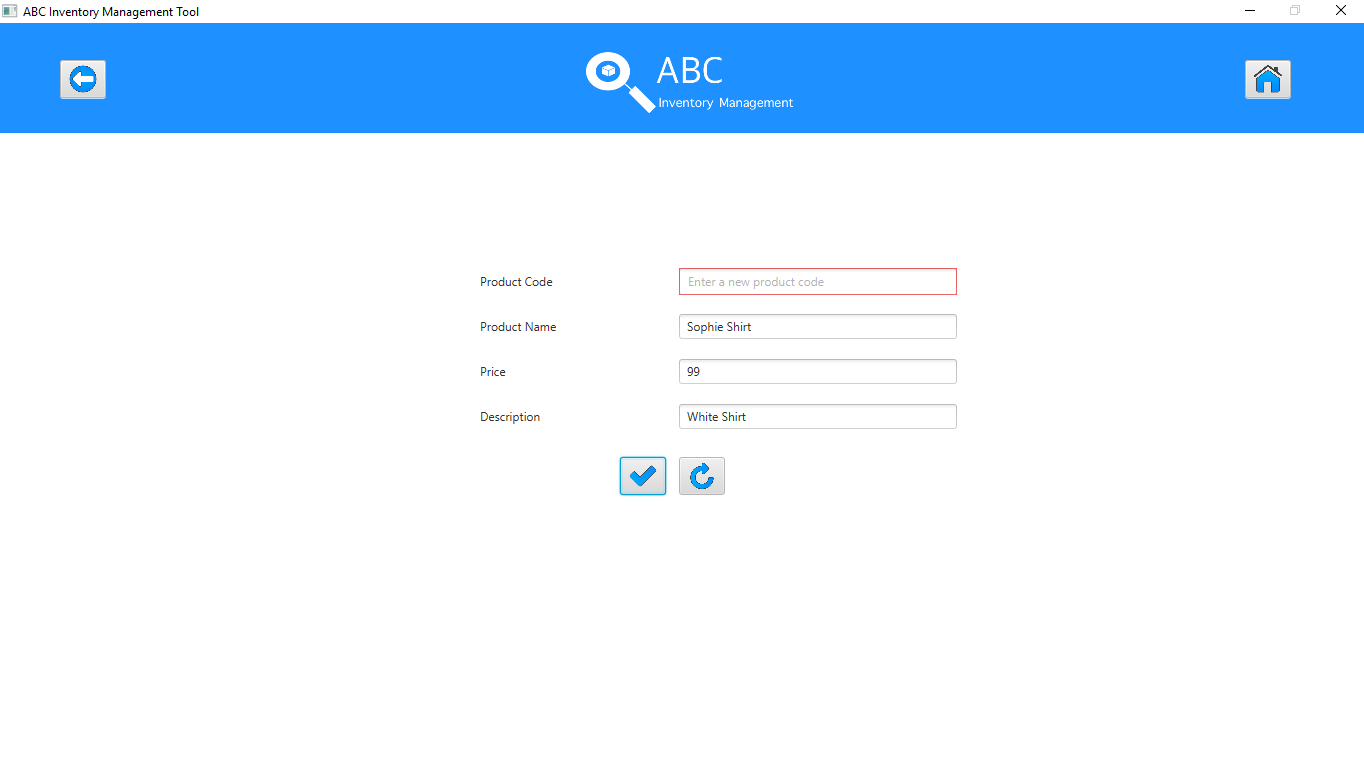 ABC Inventory Management Tool
ABC
Inventory Management
Product Code
Enter a new product code
Product Name
Sophie Shirt
Price
99
Description
White Shirt